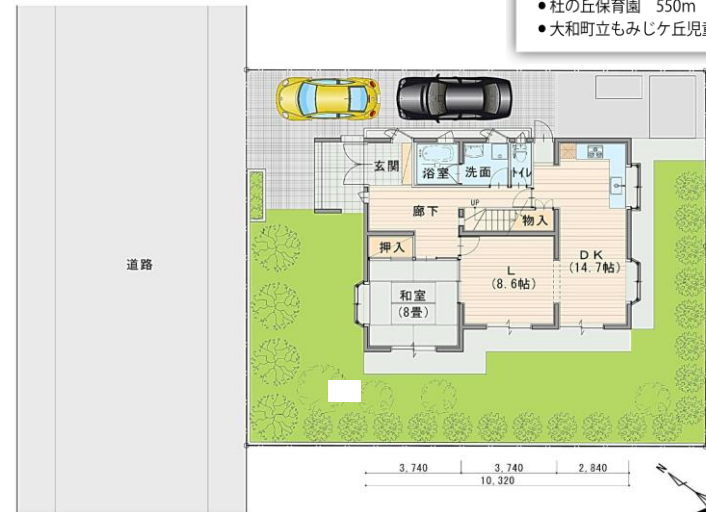 ● 杜の丘保育園 550m
● 大和町立もみじケ丘児
玄関
浴室
洗面
トイレ
廊下
UP
物入
押入
道路
DK
(14.7帖)
L
(8.6帖)
和室
(8畳)
3,740 3,740 2,840
10,320
N